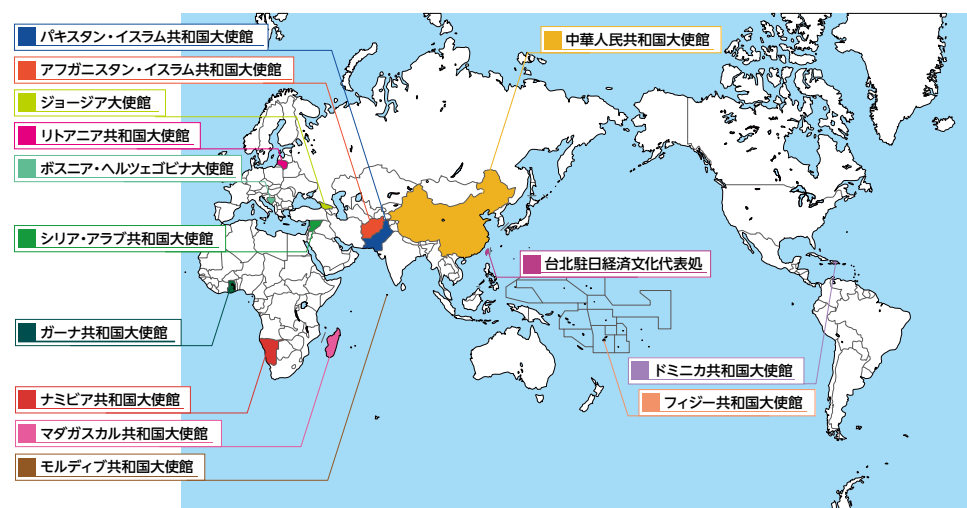 パキスタン・イスラム共和国大使館
アフガニスタン・イスラム共和国大使館
ジョージア大使館
リトアニア共和国大使館
ボスニア・ヘルツェゴビナ大使館
シリア・アラブ共和国大使館
ガーナ共和国大使館
ナミビア共和国大使館
マダガスカル共和国大使館
モルディブ共和国大使館
中華人民共和国大使館
台北駐日経済文化代表処
ドミニカ共和国大使館
フィジー共和国大使館